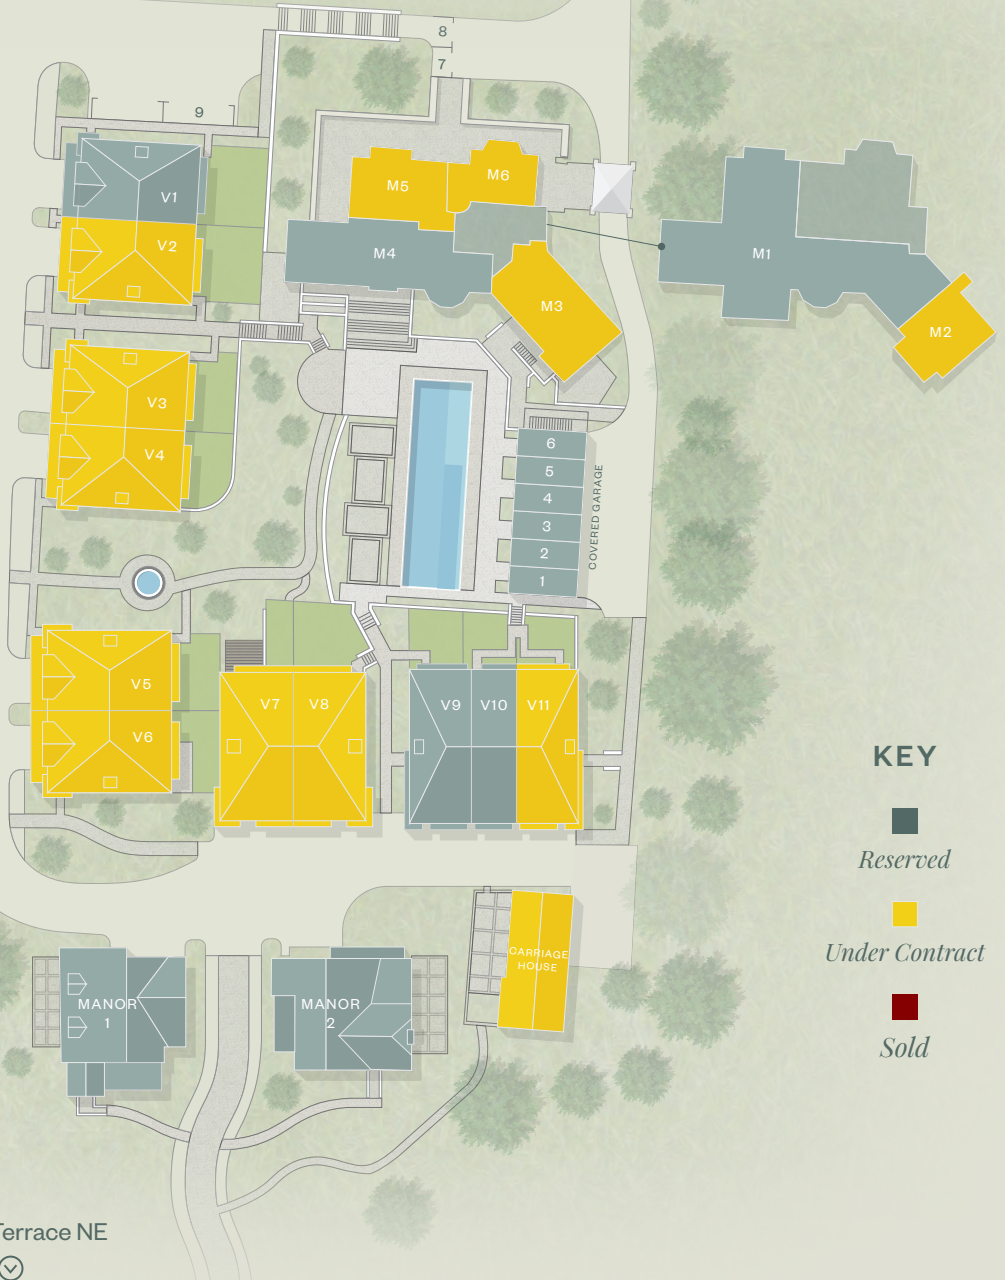 8
7
9
V1
V2
V3
V4
M5
M6
M4
M3
M1
M2
6
5
4
3
2
1
COVERED GARAGE
V5
V6
V7
V8
V9
V10
V11
KEY
Reserved
Under Contract
Sold
CARRIAGE
HOUSE
MANOR
1
MANOR
2
Terrace NE